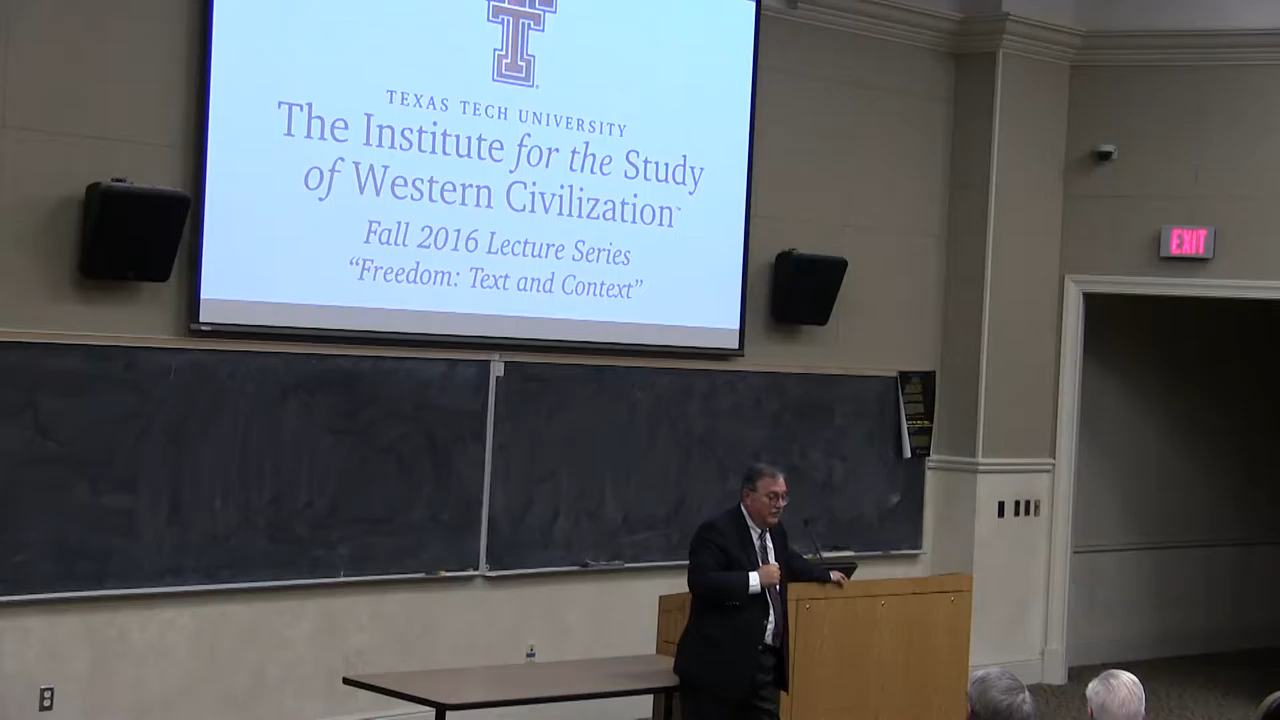 TEXAS TECH UNIVERSITY
The Institute for the Study
of Western Civilization™
Fall 2016 Lecture Series
“Freedom: Text and Context”
EXIT